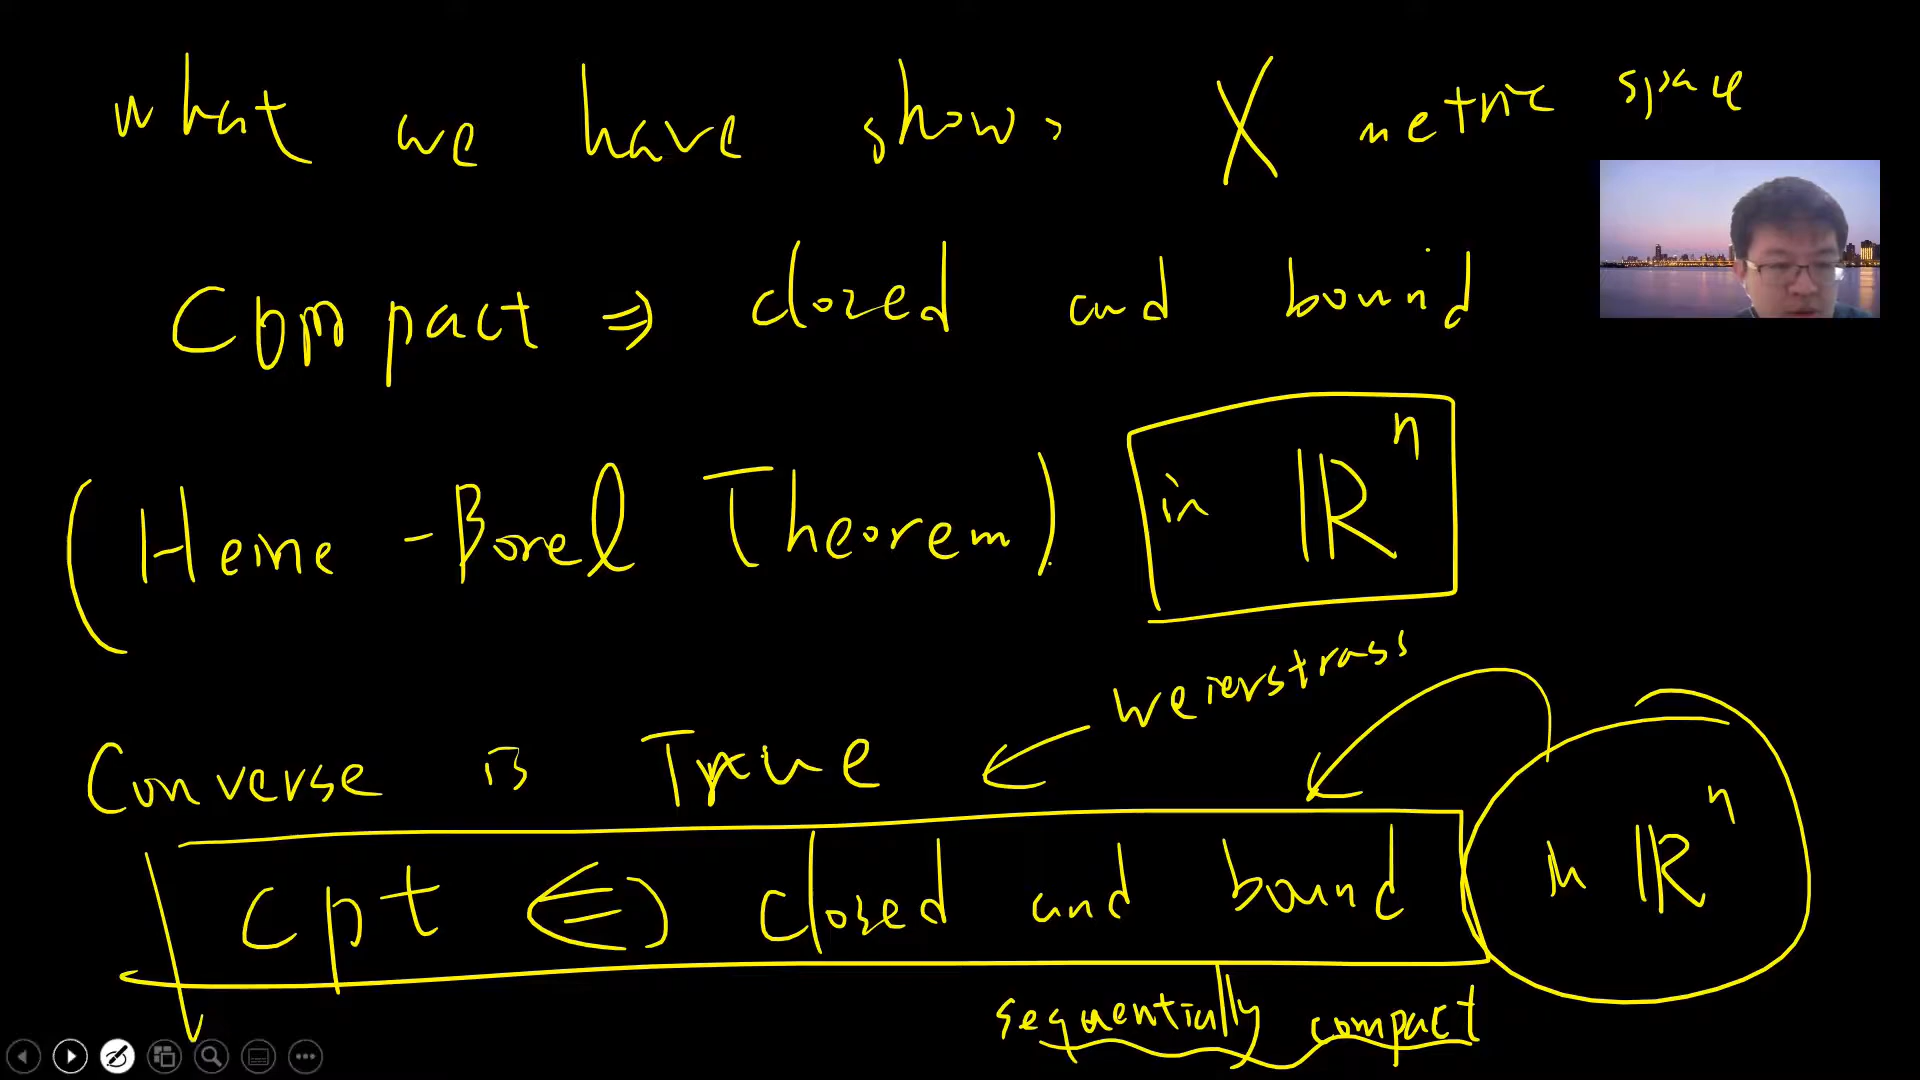 what we have show, X metric space
Compact ⇒ closed and bound
(Heine-Borel Theorem) in ℝⁿ
weierstrass
Converse is True
cpt ⇔ closed and bound in ℝⁿ
sequentially compact